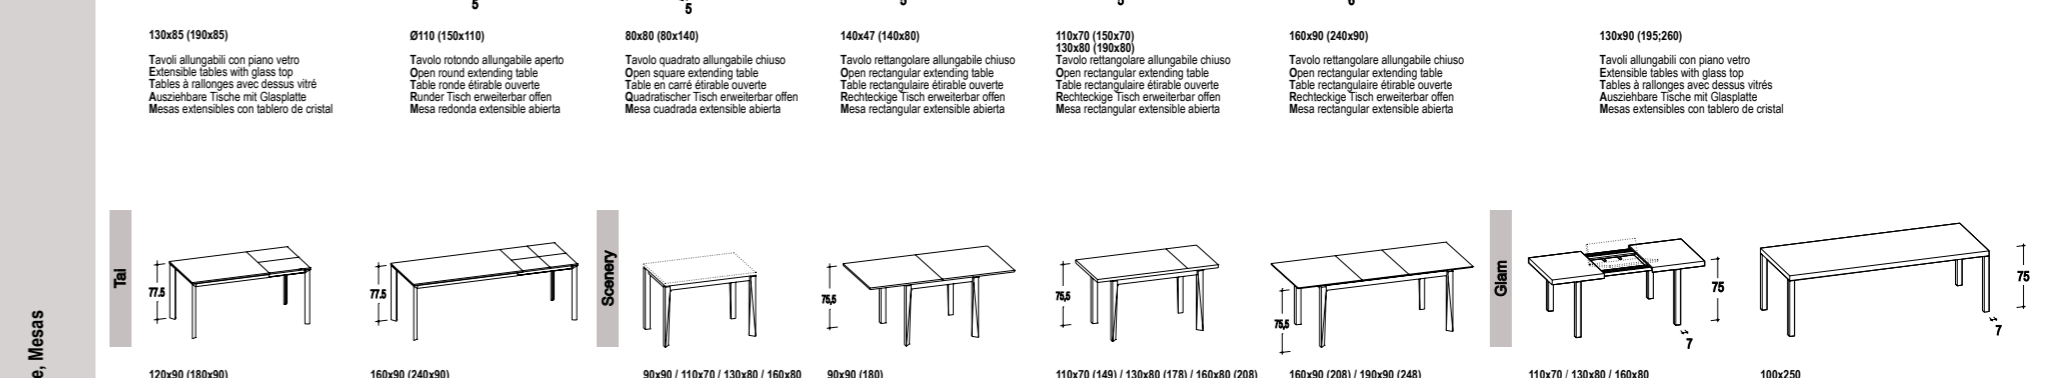 5
5
5
5
6
130x85 (190x85)
Tavoli allungabili con piano vetro
Extensible tables with glass top
Tables à rallonges avec dessus vitré
Ausziehbare Tische mit Glasplatte
Mesas extensibles con tablero de cristal
Ø110 (150x110)
Tavolo rotondo allungabile aperto
Open round extending table
Table ronde étirable ouverte
Runder Tisch erweiterbar offen
Mesa redonda extensible abierta
80x80 (80x140)
Tavolo quadrato allungabile chiuso
Open square extending table
Table en carré étirable ouverte
Quadratischer Tisch erweiterbar offen
Mesa cuadrada extensible abierta
140x47 (140x80)
Tavolo rettangolare allungabile chiuso
Open rectangular extending table
Table rectangulaire étirable ouverte
Rechteckige Tisch erweiterbar offen
Mesa rectangular extensible abierta
110x70 (150x70)
130x80 (190x80)
Tavolo rettangolare allungabile chiuso
Open rectangular extending table
Table rectangulaire étirable ouverte
Rechteckige Tisch erweiterbar offen
Mesa rectangular extensible abierta
160x90 (240x90)
Tavolo rettangolare allungabile chiuso
Open rectangular extending table
Table rectangulaire étirable ouverte
Rechteckige Tisch erweiterbar offen
Mesa rectangular extensible abierta
130x90 (195;260)
Tavoli allungabili con piano vetro
Extensible tables with glass top
Tables à rallonges avec dessus vitrés
Ausziehbare Tische mit Glasplatte
Mesas extensibles con tablero de cristal
Tai
77.5
77.5
Scenery
75,5
75,5
75,5
Glam
75
7
75
7
e, Mesas
120x90 (180x90)
160x90 (240x90)
90x90 / 110x70 / 130x80 / 160x80
90x90 (180)
110x70 (149) / 130x80 (178) / 160x80 (208)
160x90 (208) / 190x90 (248)
110x70 / 130x80 / 160x80
100x250